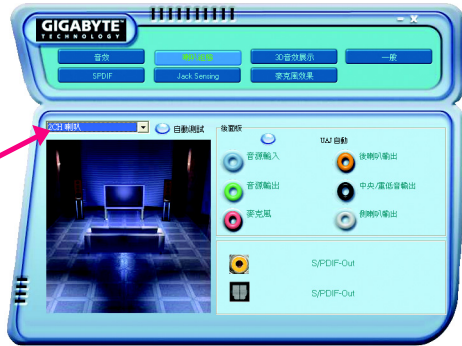 GIGABYTE
TECHNOLOGY
音效
喇叭組態
3D音效展示
一般
SPDIF
Jack Sensing
麥克風效果
2CH 喇叭
自動測試
後面版
UAJ 自動
音源輸入
後喇叭輸出
音源輸出
中央/重低音輸出
麥克風
側喇叭輸出
S/PDIF-Out
S/PDIF-Out